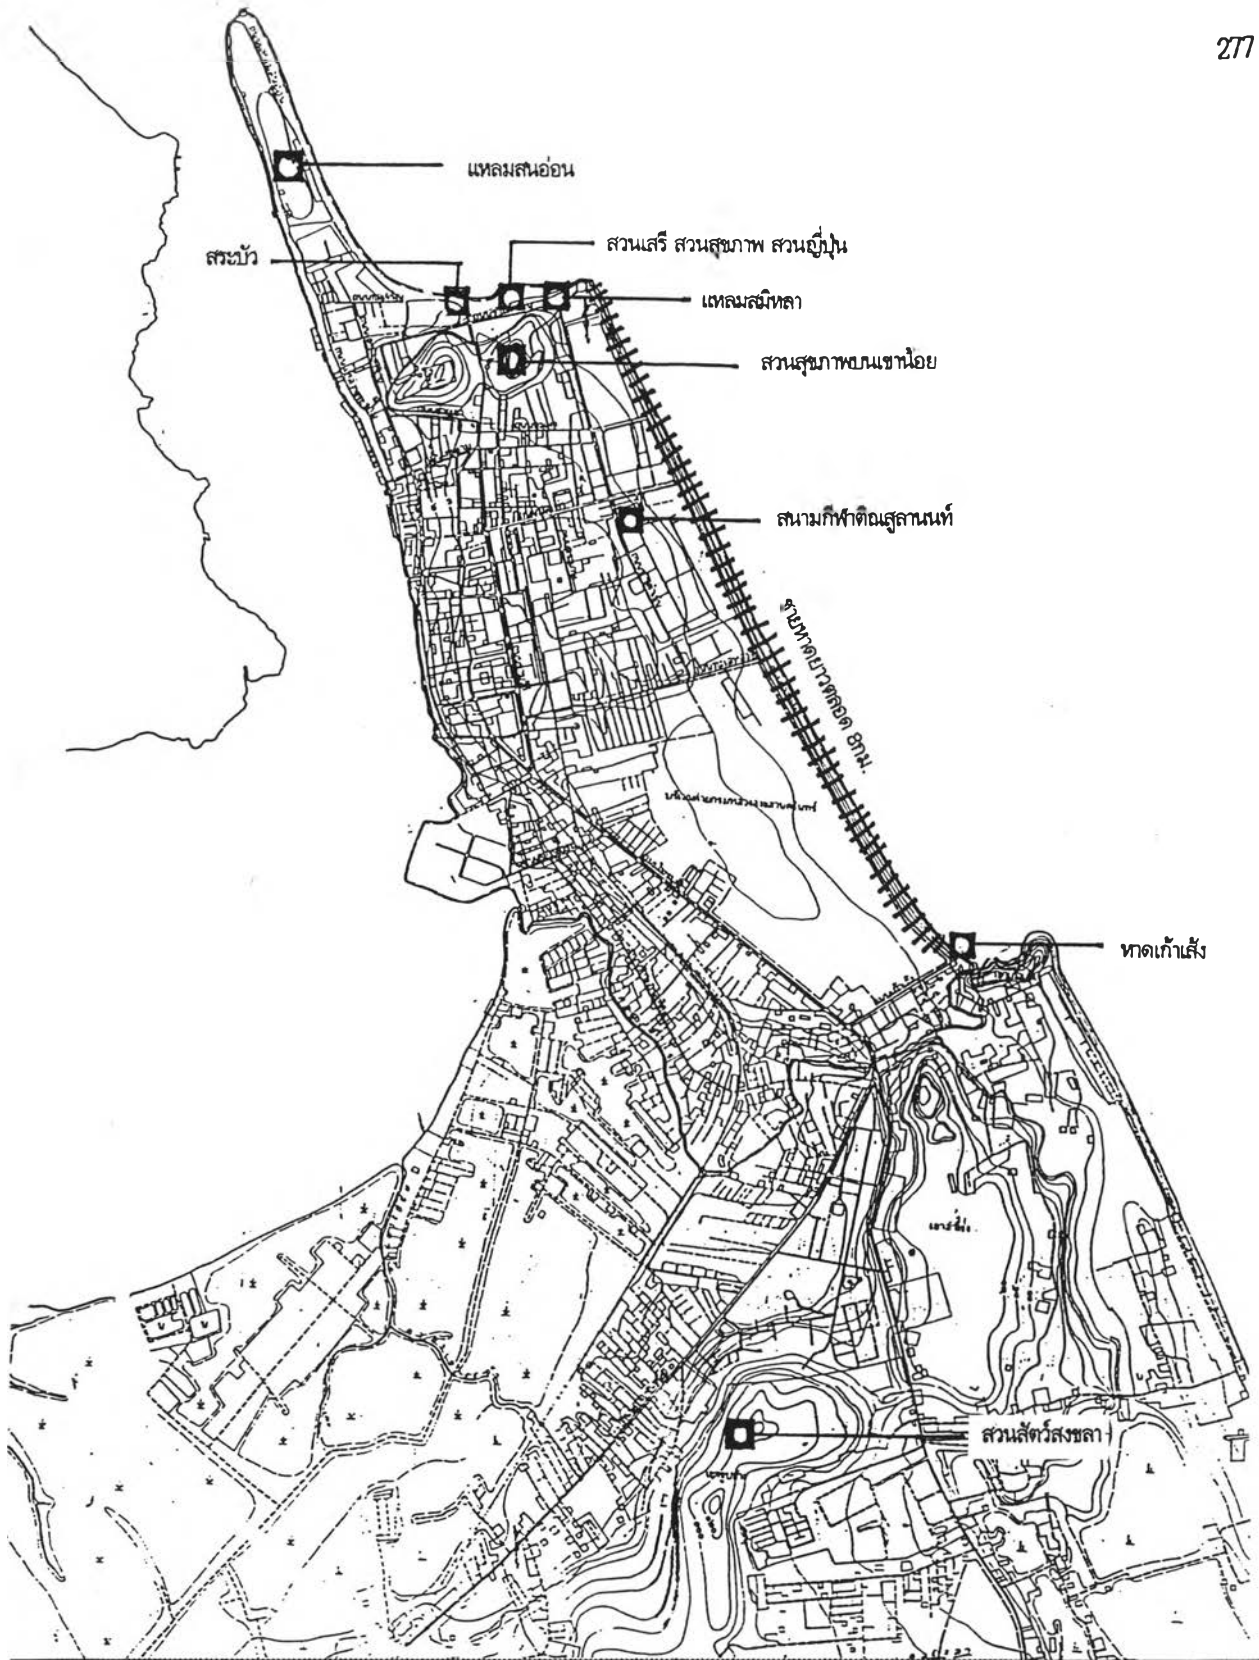 277
แหลมสนอ่อน
สวนเสรี สวนสุขภาพ สวนญี่ปุ่น
สระบัว
แหลมสมิหลา
สวนสุขภาพบนเขาน้อย
สนามกีฬาติณสูลานนท์
ชายหาดยาวตลอด 8กม.
หาดเก้าเส้ง
สวนสัตว์สงขลา